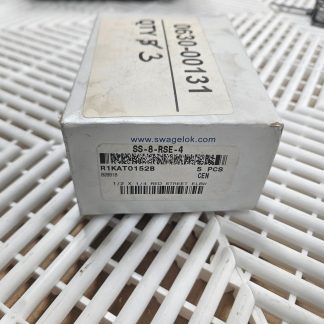 0630-00131
QTY # 3
www.swagelok.com
SS-8-RSE-4
R1KAT0152B
5 PCS
GEN
1/2 X 1/4 RED STREET ELBW